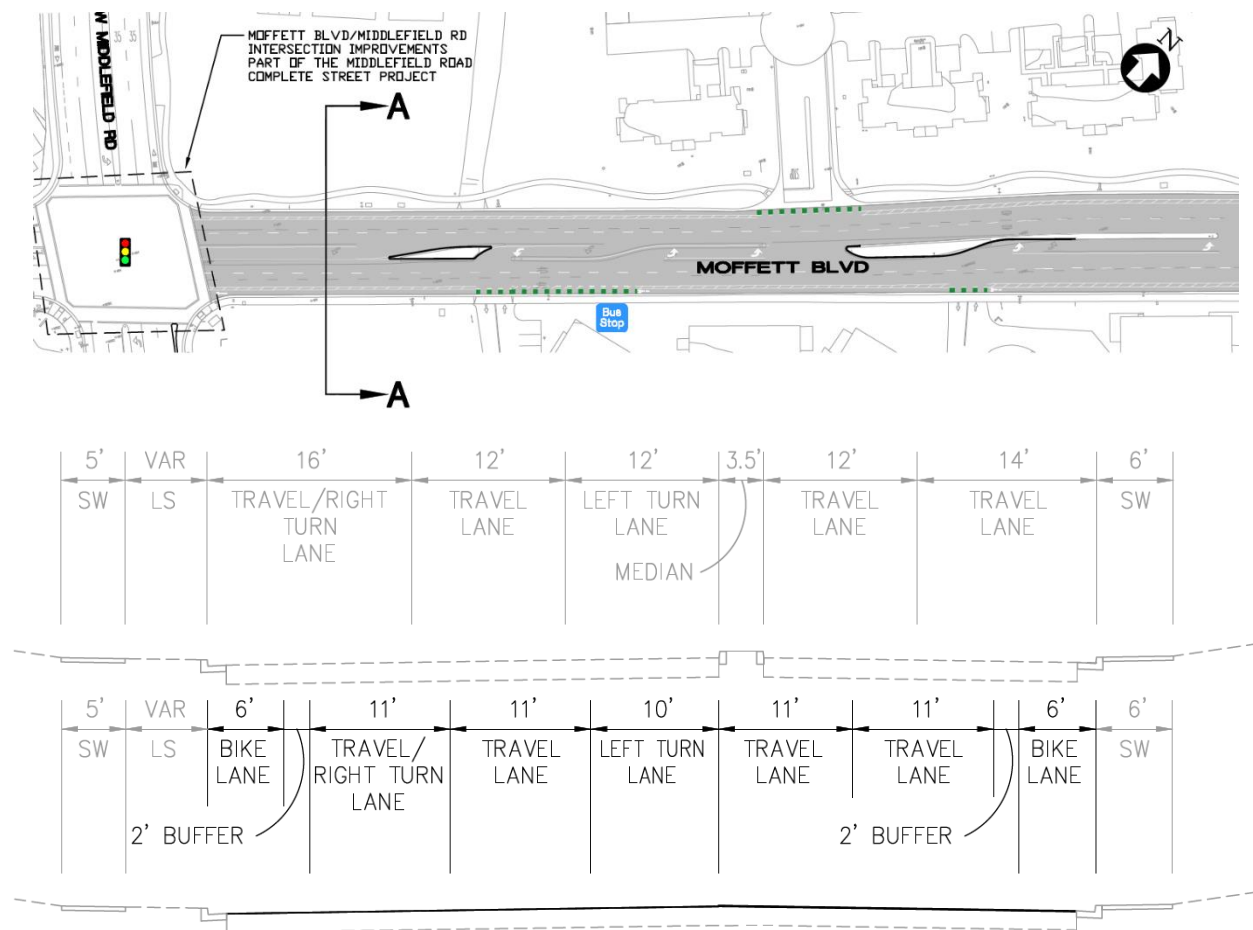 MOFFETT BLVD/MIDDLEFIELD RD
INTERSECTION IMPROVEMENTS
PART OF THE MIDDLEFIELD ROAD
COMPLETE STREET PROJECT
W MIDDLEFIELD RD
N
A
MOFFETT BLVD
Bus
Stop
A
5' VAR 16' 12' 12' 3.5' 12' 14' 6'
SW LS TRAVEL/RIGHT TRAVEL LEFT TURN TRAVEL TRAVEL SW
TURN LANE LANE LANE LANE
LANE
MEDIAN
5' VAR 6' 11' 11' 10' 11' 11' 6' 6'
SW LS BIKE TRAVEL/ TRAVEL LEFT TURN TRAVEL TRAVEL BIKE SW
LANE RIGHT TURN LANE LANE LANE LANE LANE
LANE
2' BUFFER 2' BUFFER